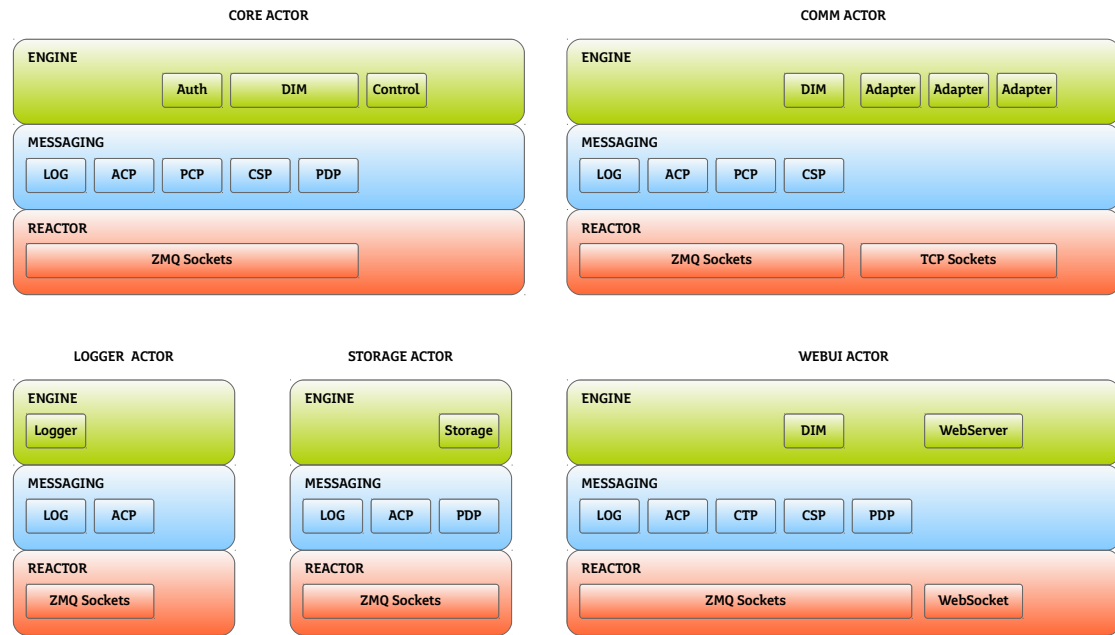 CORE ACTOR
ENGINE
Auth DIM Control
MESSAGING
LOG ACP PCP CSP PDP
REACTOR
ZMQ Sockets
COMM ACTOR
ENGINE
DIM Adapter Adapter Adapter
MESSAGING
LOG ACP PCP CSP
REACTOR
ZMQ Sockets TCP Sockets
LOGGER ACTOR
ENGINE
Logger
MESSAGING
LOG ACP
REACTOR
ZMQ Sockets
STORAGE ACTOR
ENGINE
Storage
MESSAGING
LOG ACP PDP
REACTOR
ZMQ Sockets
WEBUI ACTOR
ENGINE
DIM WebServer
MESSAGING
LOG ACP CTP CSP PDP
REACTOR
ZMQ Sockets WebSocket